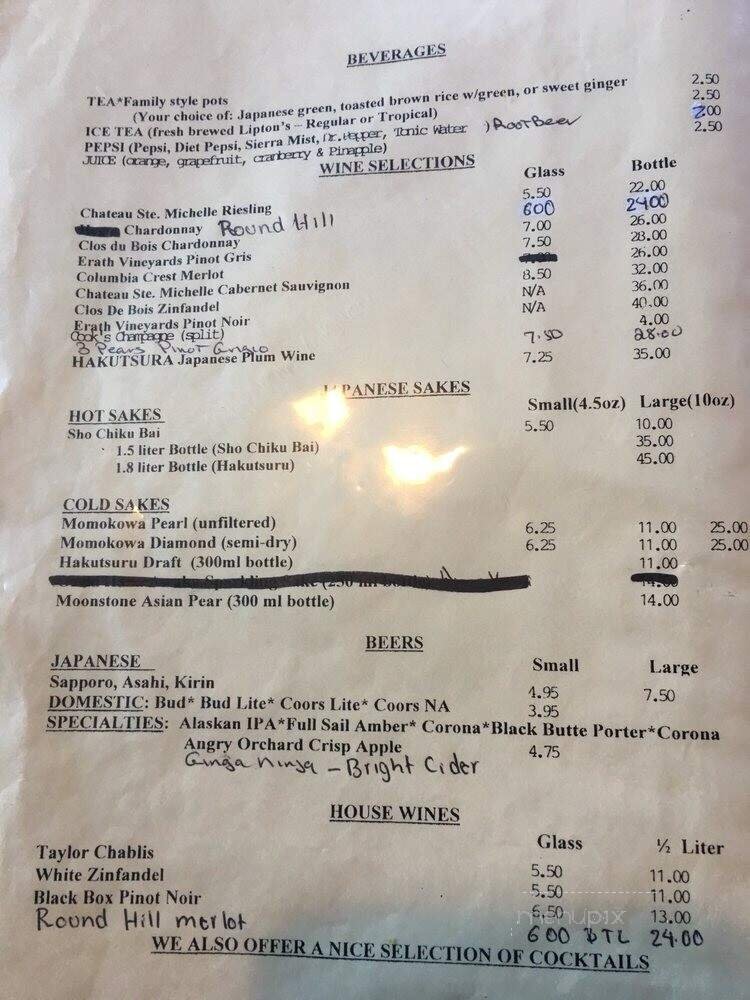 BEVERAGES
TEA*Family style pots 2.50
(Your choice of: Japanese green, toasted brown rice w/green, or sweet ginger
ICE TEA (fresh brewed Lipton's – Regular or Tropical) 2.50
PEPSI (Pepsi, Diet Pepsi, Sierra Mist, Dr. Pepper, Tonic Water ) RootBeer 200
JUICE (orange, grapefruit, cranberry & Pinapple) 2.50
WINE SELECTIONS
Glass Bottle
Chateau Ste. Michelle Riesling 5.50 22.00
Chardonnay Round Hill 600 2400
Clos du Bois Chardonnay 7.00 26.00
Erath Vineyards Pinot Gris 7.50 28.00
Columbia Crest Merlot 26.00
Chateau Ste. Michelle Cabernet Sauvignon 8.50 32.00
Clos De Bois Zinfandel N/A 36.00
Erath Vineyards Pinot Noir N/A 40.00
Cook's Champagne (split) 4.00
3 Pears Pinot Grigio 7.50 28.00
HAKUTSURA Japanese Plum Wine 7.25 35.00
JAPANESE SAKES
HOT SAKES Small(4.5oz) Large(10oz)
Sho Chiku Bai 5.50 10.00
1.5 liter Bottle (Sho Chiku Bai) 35.00
1.8 liter Bottle (Hakutsuru) 45.00
COLD SAKES
Momokowa Pearl (unfiltered) 6.25 11.00 25.00
Momokowa Diamond (semi-dry) 6.25 11.00 25.00
Hakutsuru Draft (300ml bottle) 11.00
Moonstone Asian Pear (300 ml bottle) 14.00
BEERS
JAPANESE Small Large
Sapporo, Asahi, Kirin 4.95 7.50
DOMESTIC: Bud* Bud Lite* Coors Lite* Coors NA 3.95
SPECIALTIES: Alaskan IPA*Full Sail Amber* Corona*Black Butte Porter*Corona
Angry Orchard Crisp Apple 4.75
Ginga Ninja – Bright Cider
HOUSE WINES
Glass ½ Liter
Taylor Chablis 5.50 11.00
White Zinfandel 5.50 11.00
Black Box Pinot Noir 6.50 13.00
Round Hill merlot 600 BTL 24.00
WE ALSO OFFER A NICE SELECTION OF COCKTAILS
menupix